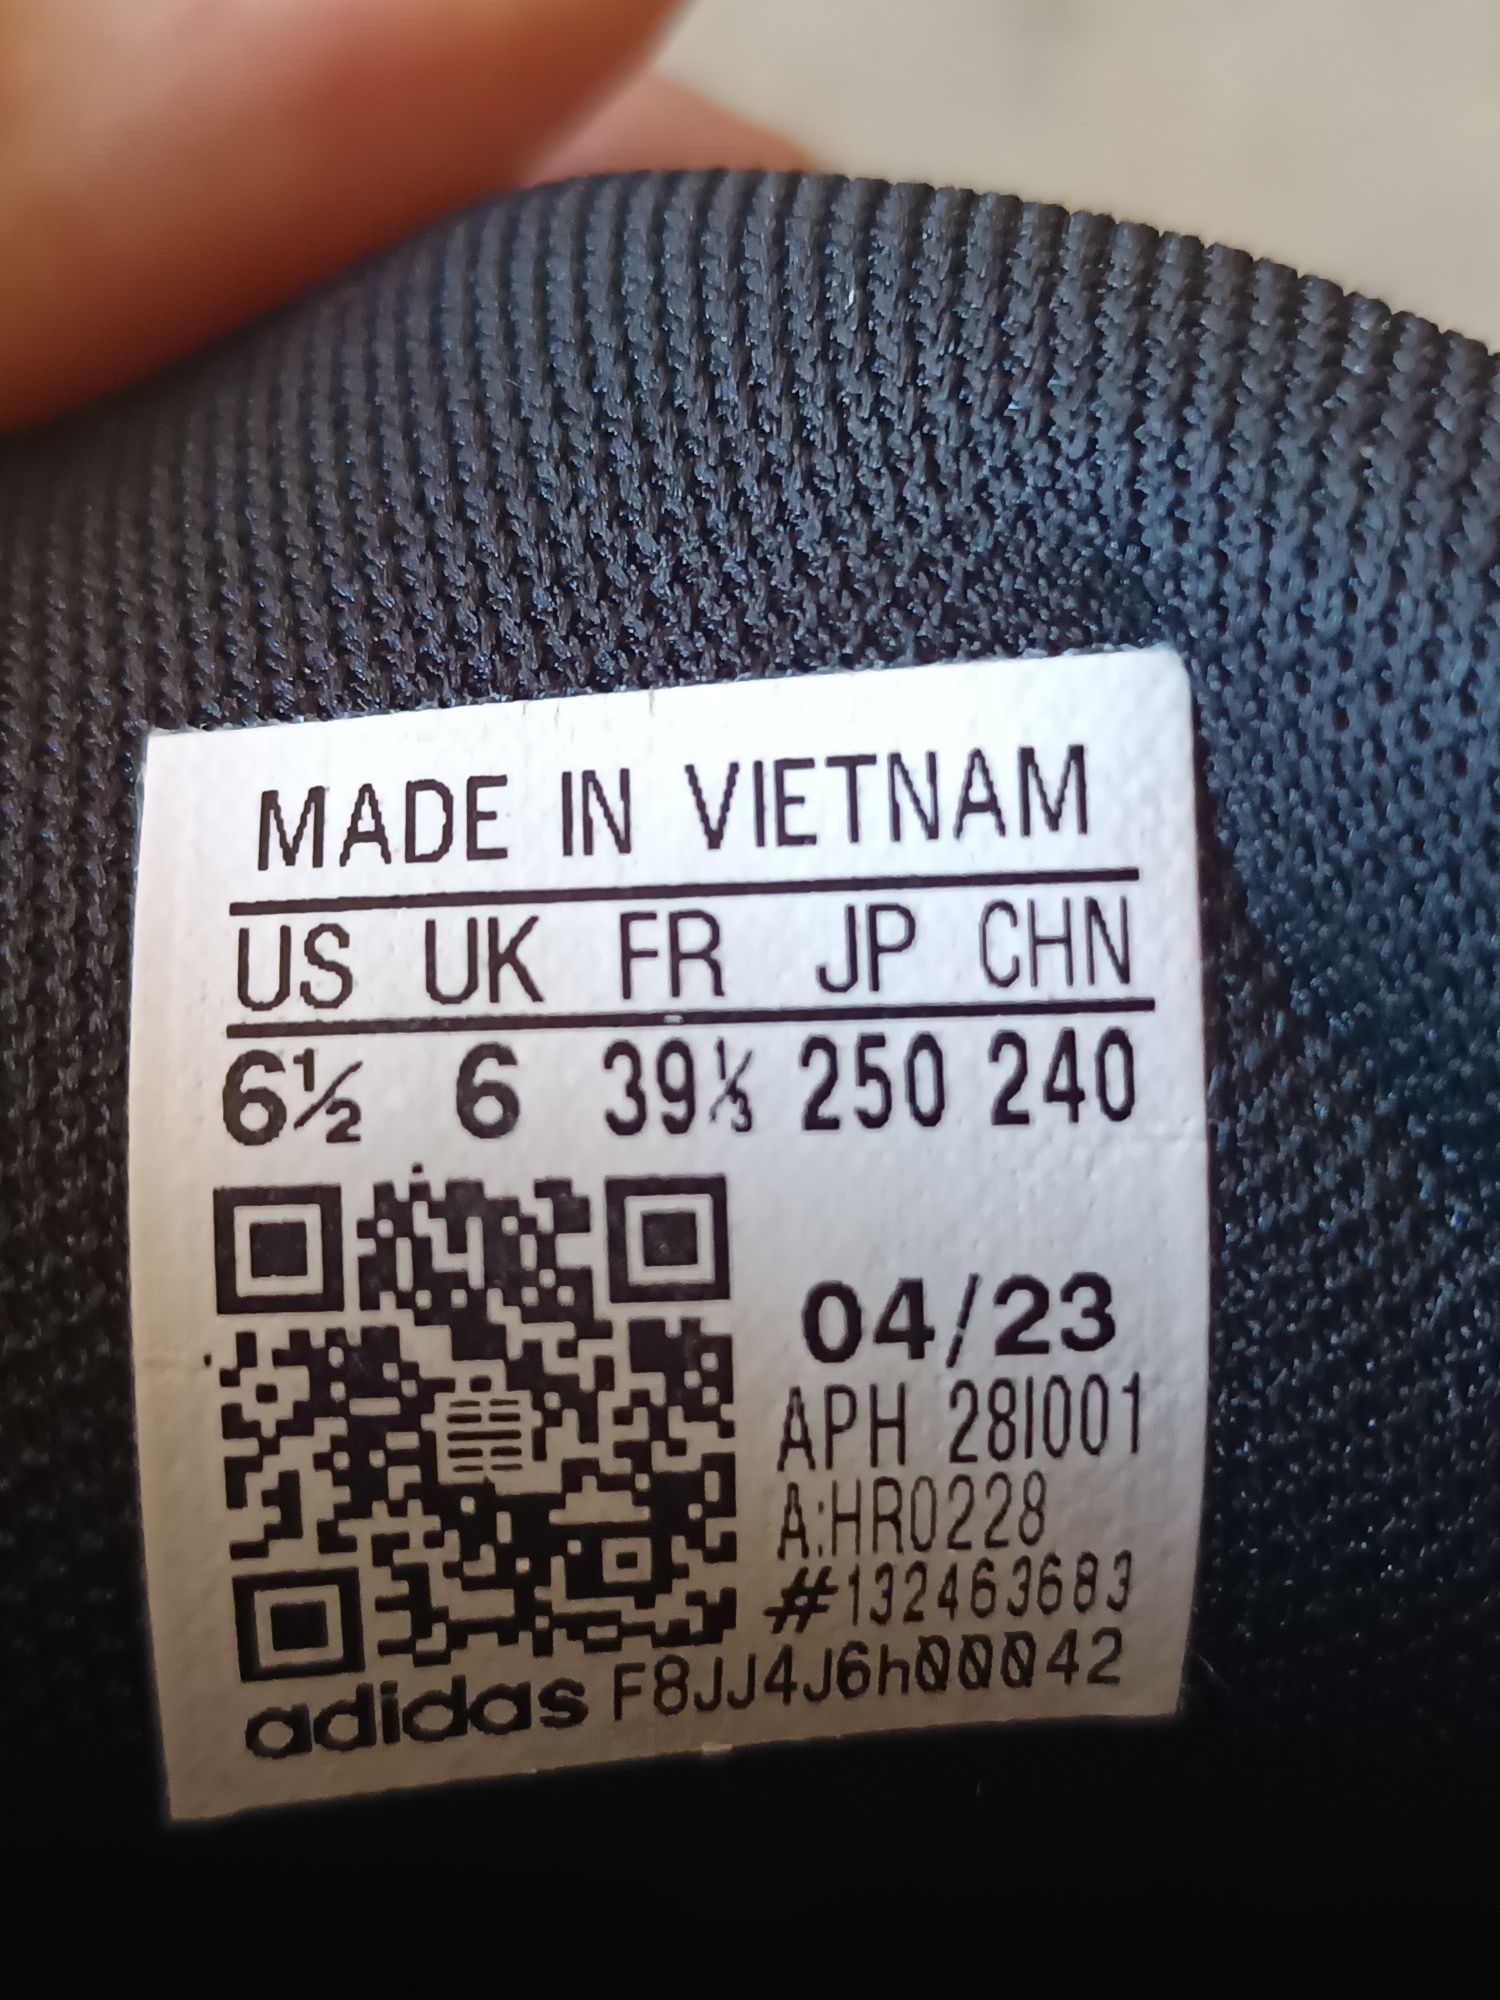 MADE IN VIETNAM
US UK FR JP CHN
6½ 6 39⅓ 250 240
04/23
APH 28I001
A:HR0228
#132463683
adidas F8JJ4J6h00042